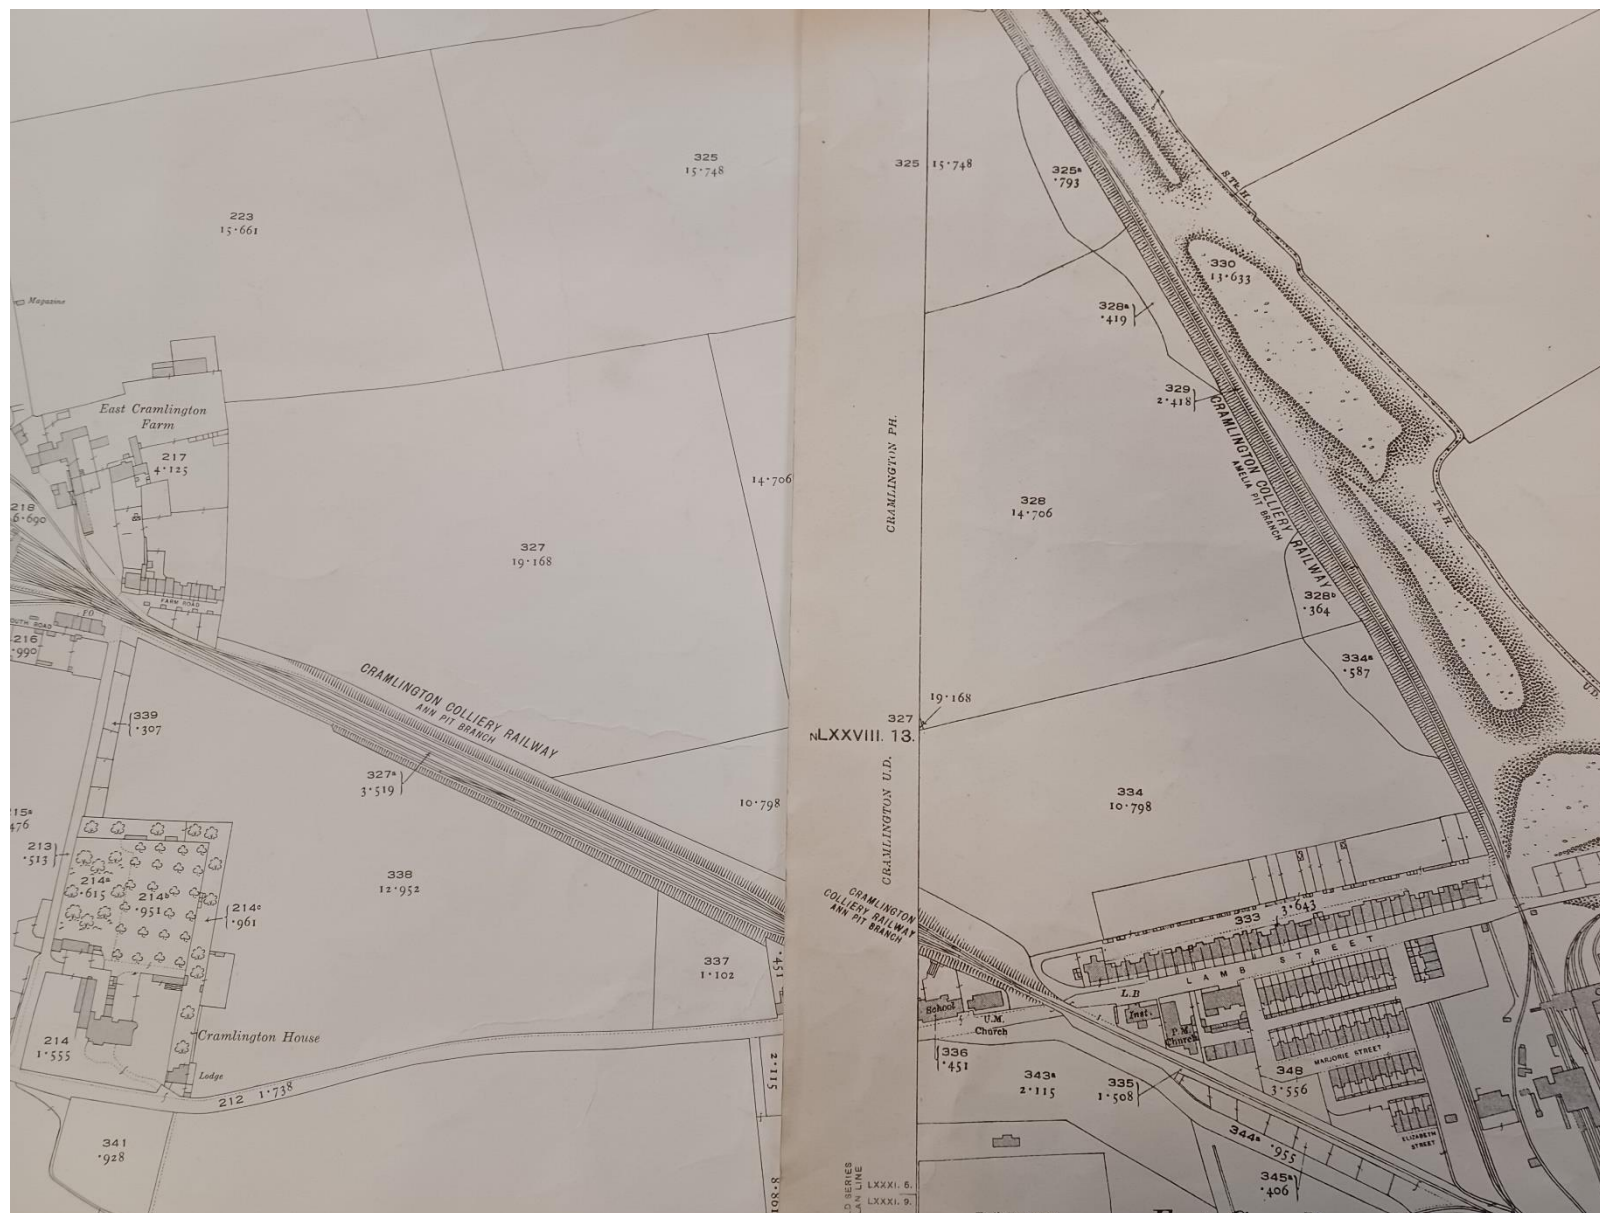 223
15·661
325
15·748
Magazine
East Cramlington
Farm
217
4·125
218
6·690
FARM ROAD
P.O
216
·990
327
19·168
14·706
CRAMLINGTON COLLIERY RAILWAY
ANN PIT BRANCH
339
·307
327a
3·519
10·798
213
·513
214a
·615
214b
·951
214c
·961
338
12·952
337
1·102
·451
214
1·555
Cramlington House
Lodge
212 1·738
2·115
341
·928
325 15·748
CRAMLINGTON PH.
327
19·168
NLXXVIII. 13.
CRAMLINGTON U.D.
CRAMLINGTON
COLLIERY RAILWAY
ANN PIT BRANCH
LXXXI. 6.
LXXXI. 9.
325a
·793
S.Tk.H.
330
13·633
328a
·419
329
2·418
CRAMLINGTON COLLIERY RAILWAY
AMELIA PIT BRANCH
Tk.H.
328
14·706
328b
·364
334a
·587
U.D.
334
10·798
333 3·643
LAMB STREET
L.B
School
U.M.
Church
Inst.
P.M.
Church
336
·451
343a
2·115
335
1·508
MARJORIE STREET
348
3·556
ELIZABETH
STREET
344a ·955
345a
·406